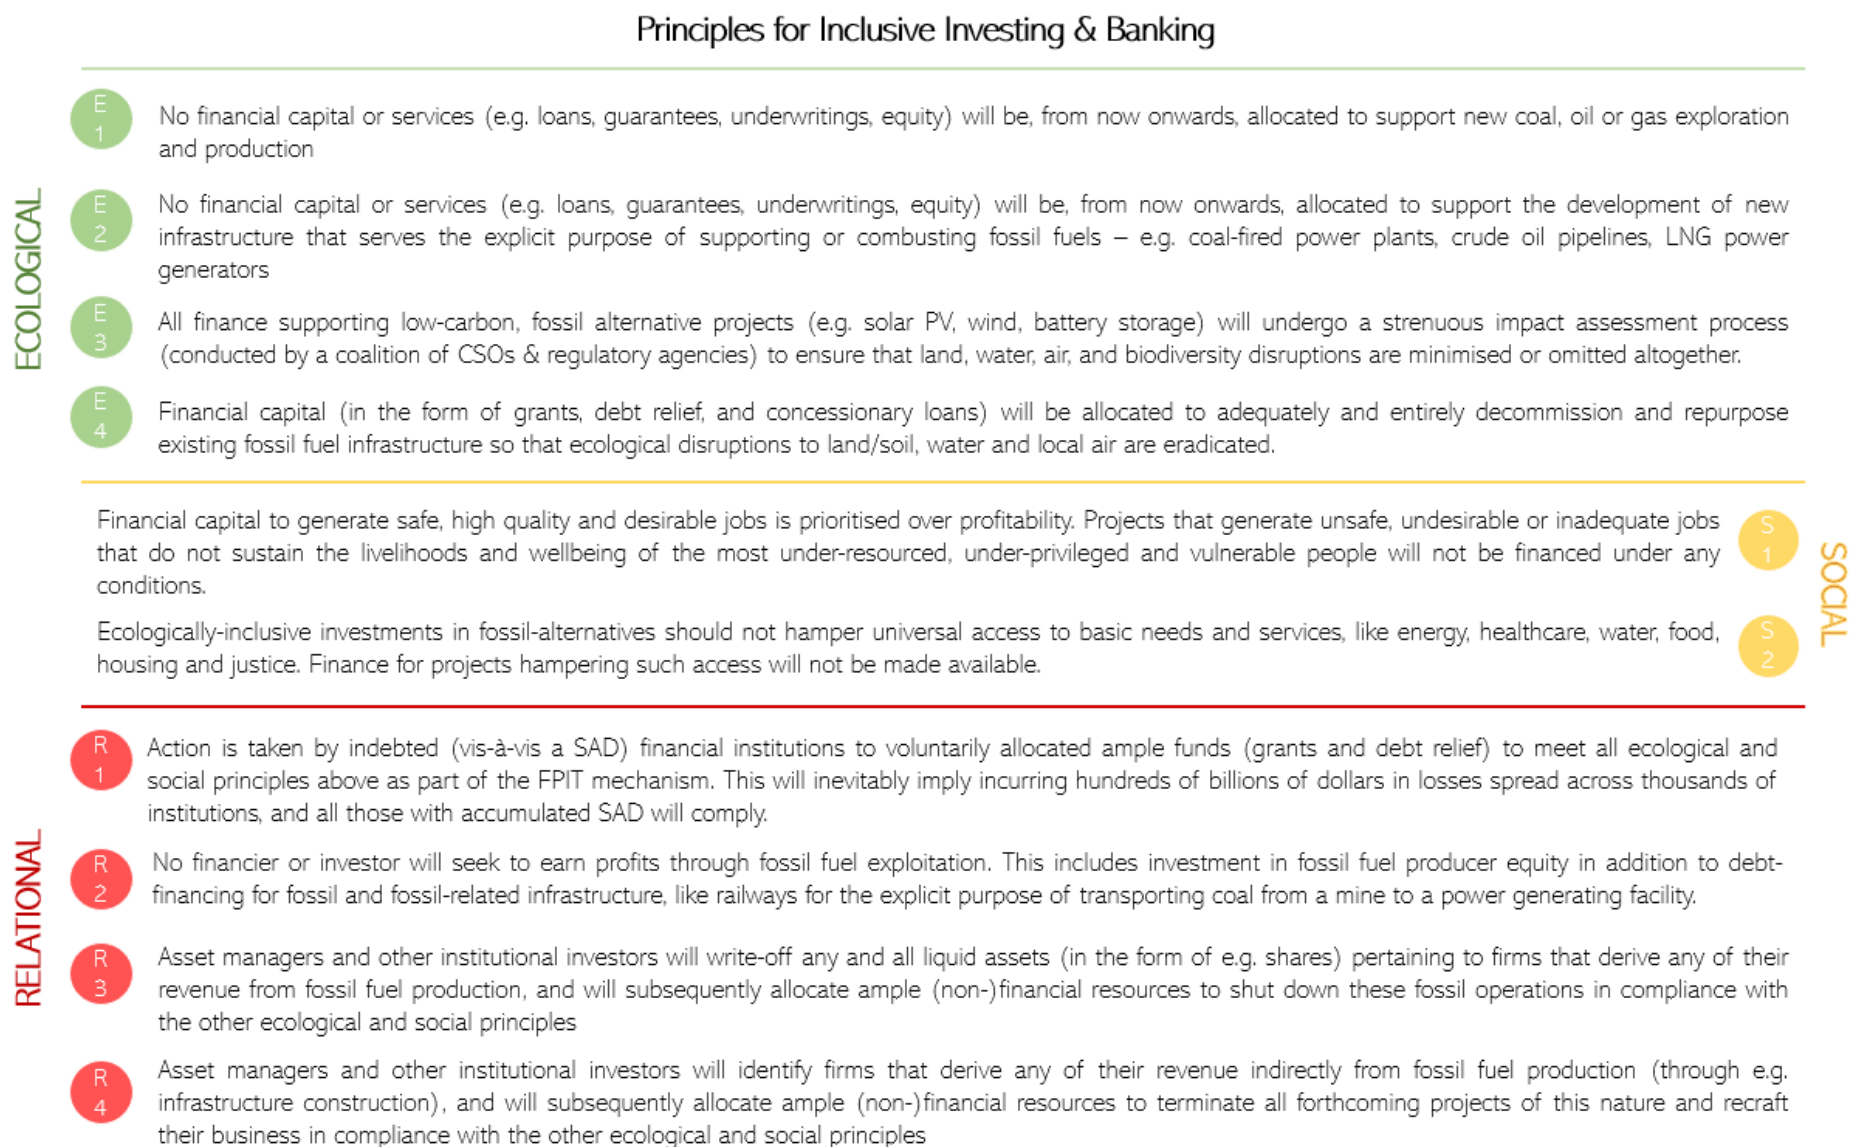 Principles for Inclusive Investing & Banking
ECOLOGICAL
E
1
No financial capital or services (e.g. loans, guarantees, underwritings, equity) will be, from now onwards, allocated to support new coal, oil or gas exploration
and production
E
2
No financial capital or services (e.g. loans, guarantees, underwritings, equity) will be, from now onwards, allocated to support the development of new
infrastructure that serves the explicit purpose of supporting or combusting fossil fuels – e.g. coal-fired power plants, crude oil pipelines, LNG power
generators
E
3
All finance supporting low-carbon, fossil alternative projects (e.g. solar PV, wind, battery storage) will undergo a strenuous impact assessment process
(conducted by a coalition of CSOs & regulatory agencies) to ensure that land, water, air, and biodiversity disruptions are minimised or omitted altogether.
E
4
Financial capital (in the form of grants, debt relief, and concessionary loans) will be allocated to adequately and entirely decommission and repurpose
existing fossil fuel infrastructure so that ecological disruptions to land/soil, water and local air are eradicated.
SOCIAL
Financial capital to generate safe, high quality and desirable jobs is prioritised over profitability. Projects that generate unsafe, undesirable or inadequate jobs
that do not sustain the livelihoods and wellbeing of the most under-resourced, under-privileged and vulnerable people will not be financed under any
conditions.
S
1
Ecologically-inclusive investments in fossil-alternatives should not hamper universal access to basic needs and services, like energy, healthcare, water, food,
housing and justice. Finance for projects hampering such access will not be made available.
S
2
RELATIONAL
R
1
Action is taken by indebted (vis-à-vis a SAD) financial institutions to voluntarily allocated ample funds (grants and debt relief) to meet all ecological and
social principles above as part of the FPIT mechanism. This will inevitably imply incurring hundreds of billions of dollars in losses spread across thousands of
institutions, and all those with accumulated SAD will comply.
R
2
No financier or investor will seek to earn profits through fossil fuel exploitation. This includes investment in fossil fuel producer equity in addition to debt-
financing for fossil and fossil-related infrastructure, like railways for the explicit purpose of transporting coal from a mine to a power generating facility.
R
3
Asset managers and other institutional investors will write-off any and all liquid assets (in the form of e.g. shares) pertaining to firms that derive any of their
revenue from fossil fuel production, and will subsequently allocate ample (non-)financial resources to shut down these fossil operations in compliance with
the other ecological and social principles
R
4
Asset managers and other institutional investors will identify firms that derive any of their revenue indirectly from fossil fuel production (through e.g.
infrastructure construction), and will subsequently allocate ample (non-)financial resources to terminate all forthcoming projects of this nature and recraft
their business in compliance with the other ecological and social principles